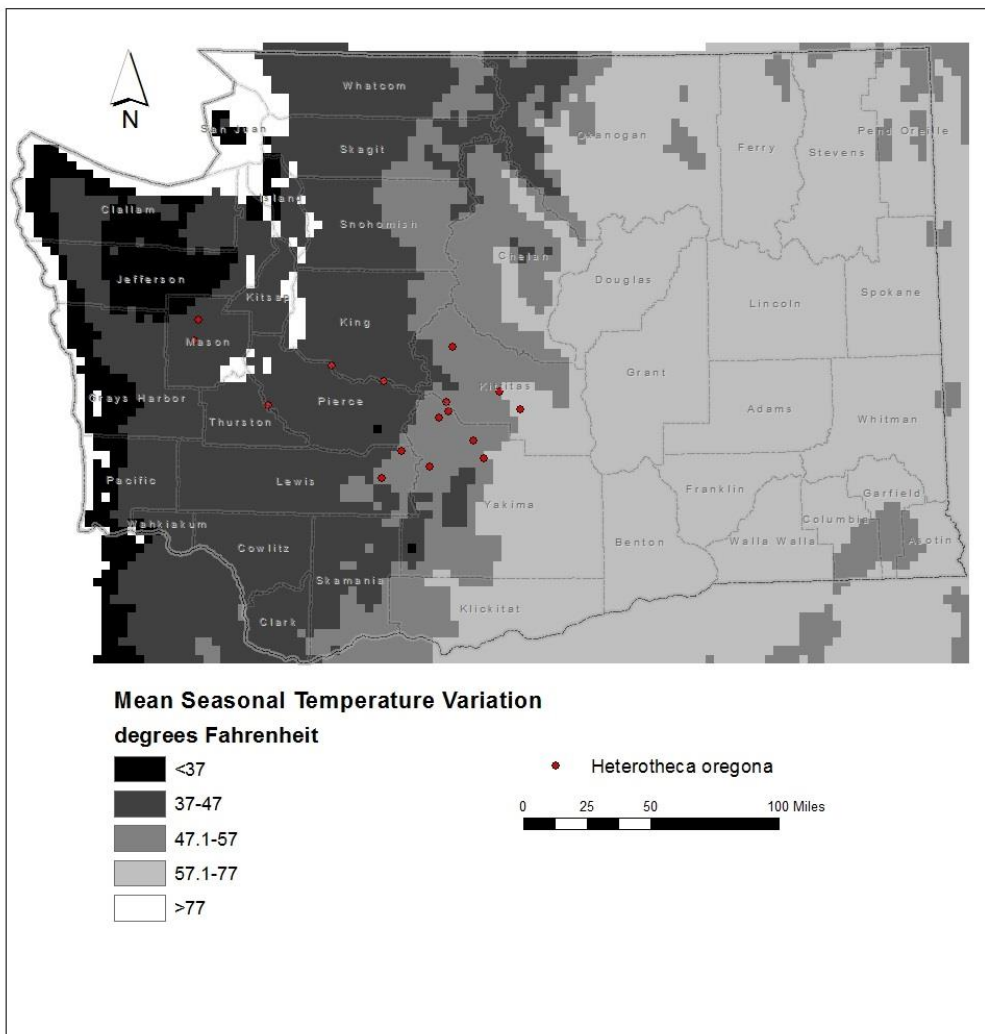 N
Whatcom
San Juan
Okanogan
Pend Oreille
Skagit
Ferry
Stevens
Island
Clallam
Snohomish
Chelan
Jefferson
Douglas
Kitsap
Lincoln
Spokane
King
Mason
Kittitas
Grant
Grays Harbor
Pierce
Adams
Whitman
Thurston
Pacific
Lewis
Yakima
Franklin
Garfield
Columbia
Wahkiakum
Cowlitz
Benton
Walla Walla
Asotin
Skamania
Klickitat
Clark
Mean Seasonal Temperature Variation
degrees Fahrenheit
<37
37-47
47.1-57
57.1-77
>77
Heterotheca oregona
0 25 50 100 Miles